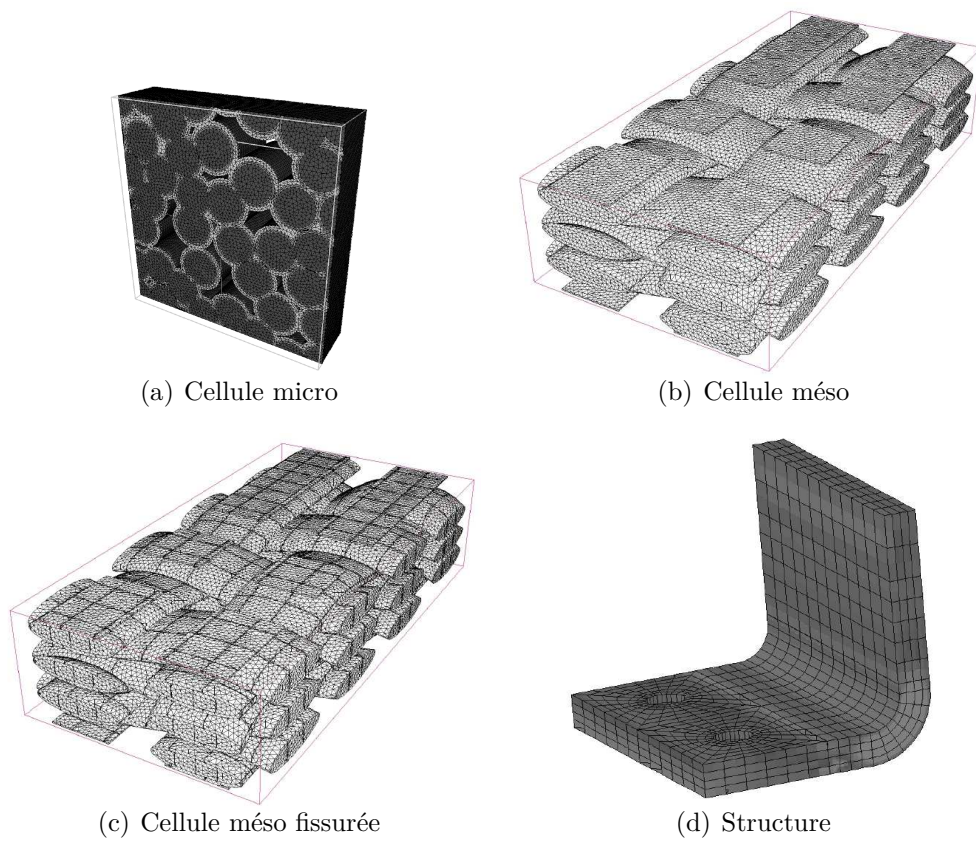 (a) Cellule micro
(b) Cellule méso
(c) Cellule méso fissurée
(d) Structure